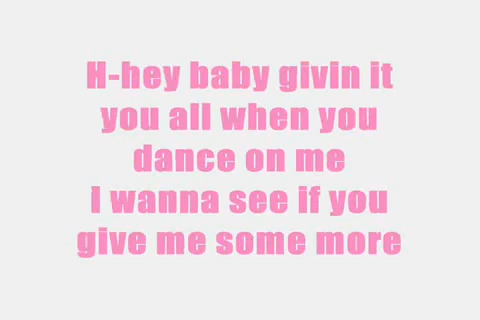 H-hey baby givin it
you all when you
dance on me
I wanna see if you
give me some more